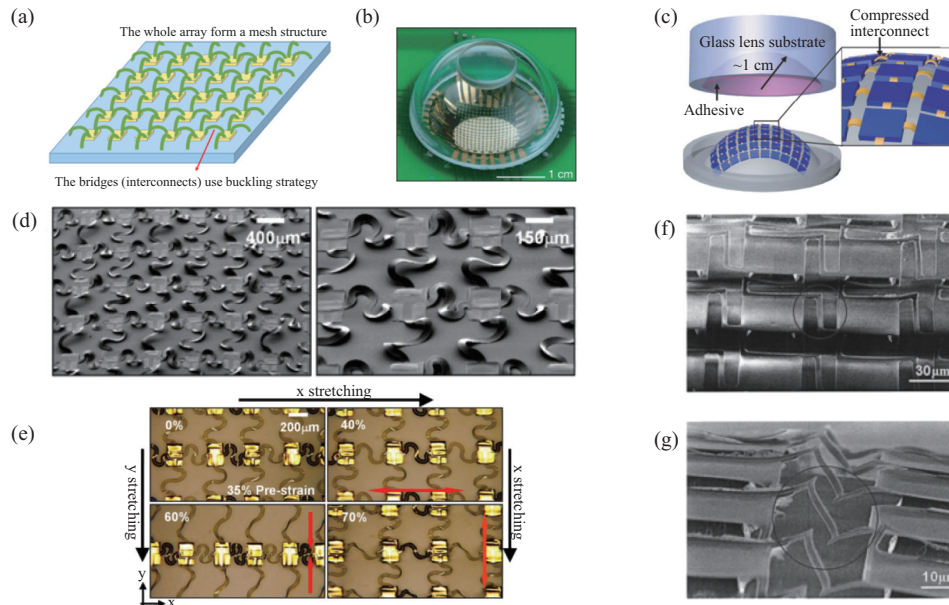 (a)
The whole array form a mesh structure
The bridges (interconnects) use buckling strategy
(b)
1 cm
(c)
Compressed
interconnect
Glass lens substrate
~1 cm
Adhesive
(d)
400μm
150μm
x stretching
(e)
0%
200μm
35% Pre-strain
40%
y stretching
x stretching
60%
70%
y
x
(f)
30μm
(g)
10μm